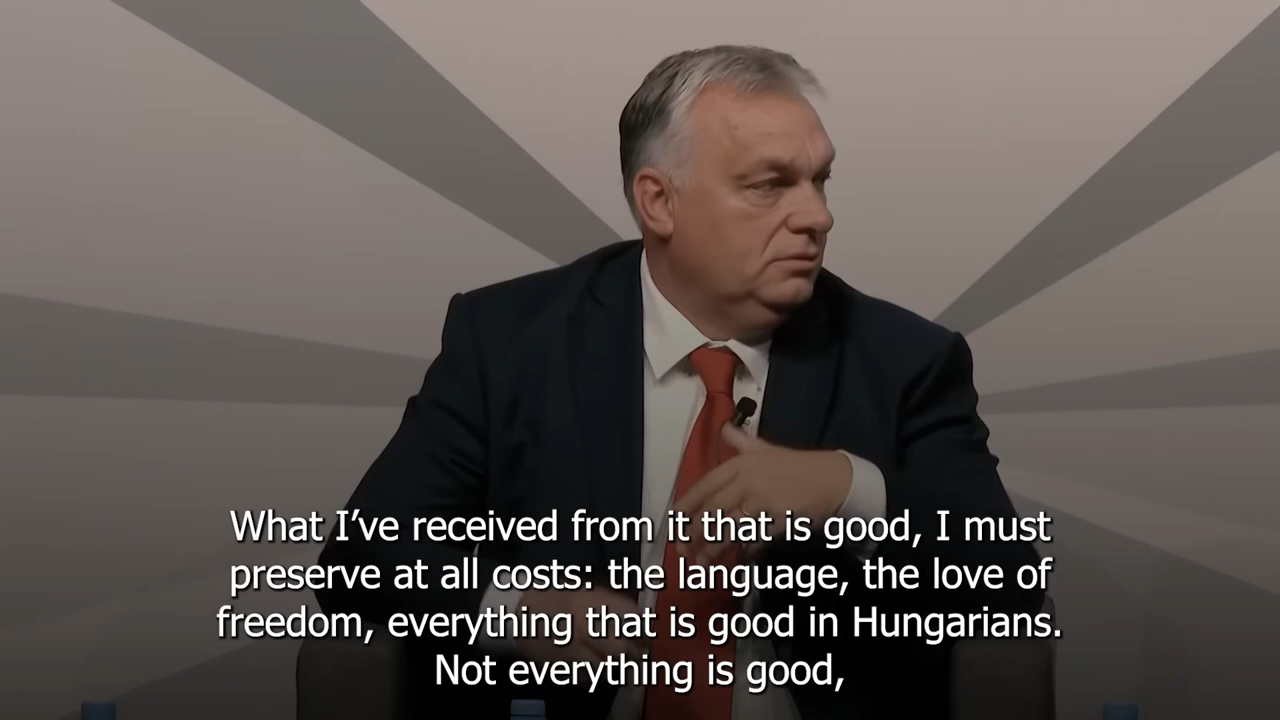 What I’ve received from it that is good, I must
preserve at all costs: the language, the love of
freedom, everything that is good in Hungarians.
Not everything is good,